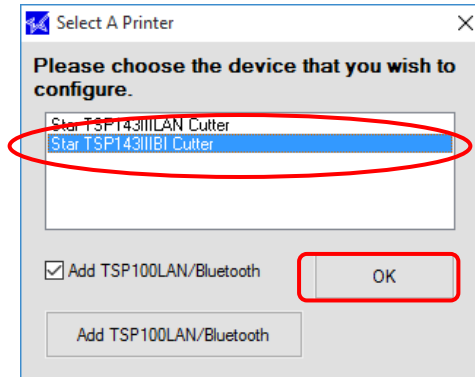 Select A Printer
Please choose the device that you wish to
configure.
Star TSP143IIILAN Cutter
Star TSP143IIIBI Cutter
Add TSP100LAN/Bluetooth
OK
Add TSP100LAN/Bluetooth